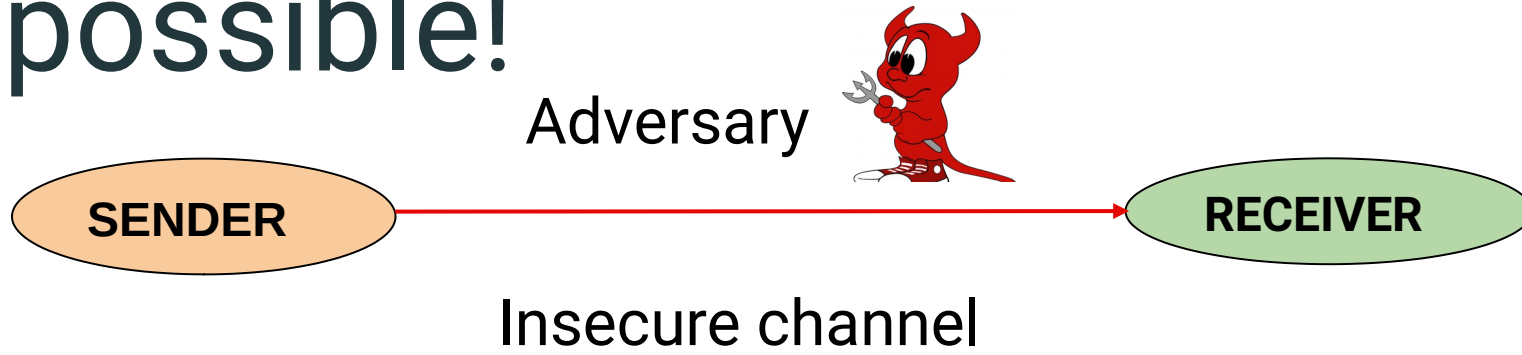 possible!
Adversary
SENDER
RECEIVER
Insecure channel